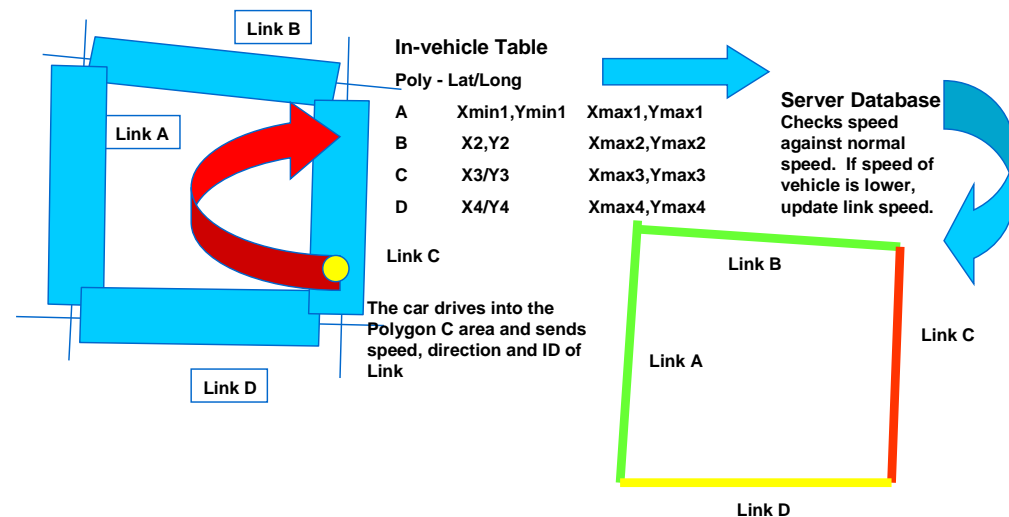 Link B
Link A
Link D
In-vehicle Table
Poly - Lat/Long
A Xmin1,Ymin1 Xmax1,Ymax1
B X2,Y2 Xmax2,Ymax2
C X3/Y3 Xmax3,Ymax3
D X4/Y4 Xmax4,Ymax4
Link C
The car drives into the
Polygon C area and sends
speed, direction and ID of
Link
Server Database
Checks speed
against normal
speed. If speed of
vehicle is lower,
update link speed.
Link B
Link C
Link A
Link D